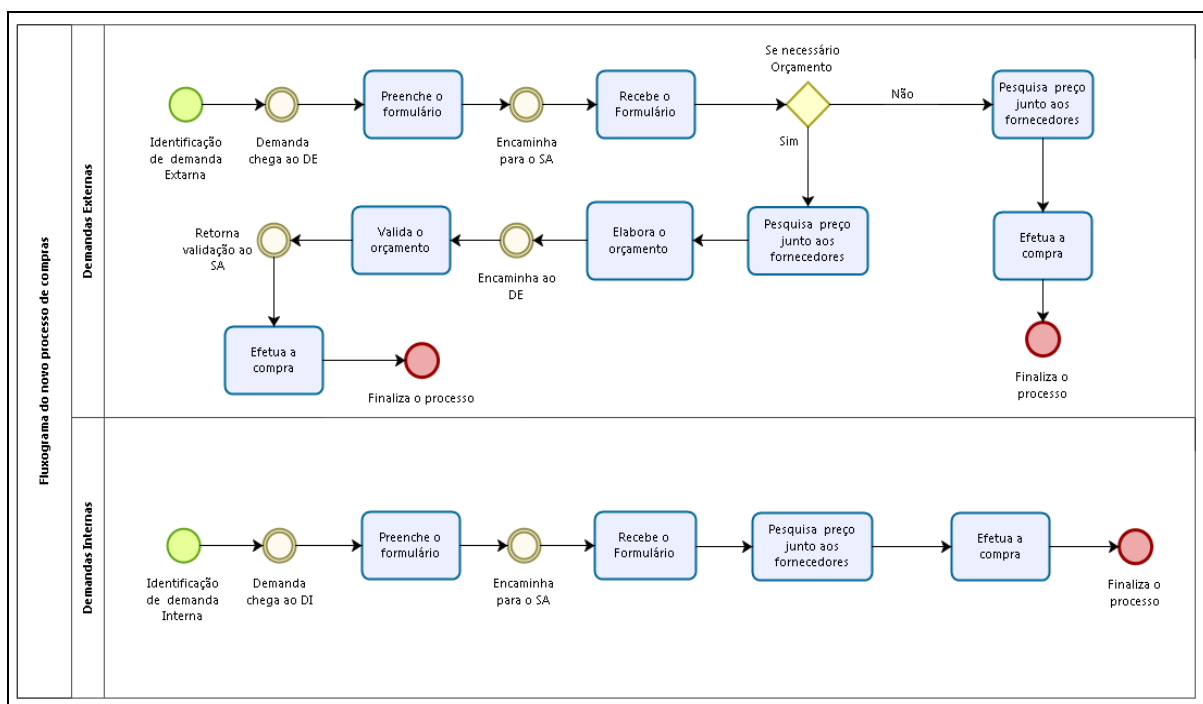 Fluxograma do novo processo de compras
Demandas Externas
Se necessário
Orçamento
Preenche o
formulário
Recebe o
Formulário
Não
Pesquisa preço
junto aos
fornecedores
Identificação
de demanda
Extarna
Demanda
chega ao DE
Encaminha
para o SA
Sim
Retorna
validação ao
SA
Valida o
orçamento
Encaminha ao
DE
Elabora o
orçamento
Pesquisa preço
junto aos
fornecedores
Efetua a
compra
Efetua a
compra
Finaliza o processo
Finaliza o
processo
Demandas Internas
Identificação
de demanda
Interna
Demanda
chega ao DI
Preenche o
formulário
Encaminha
para o SA
Recebe o
Formulário
Pesquisa preço
junto aos
fornecedores
Efetua a
compra
Finaliza o
processo